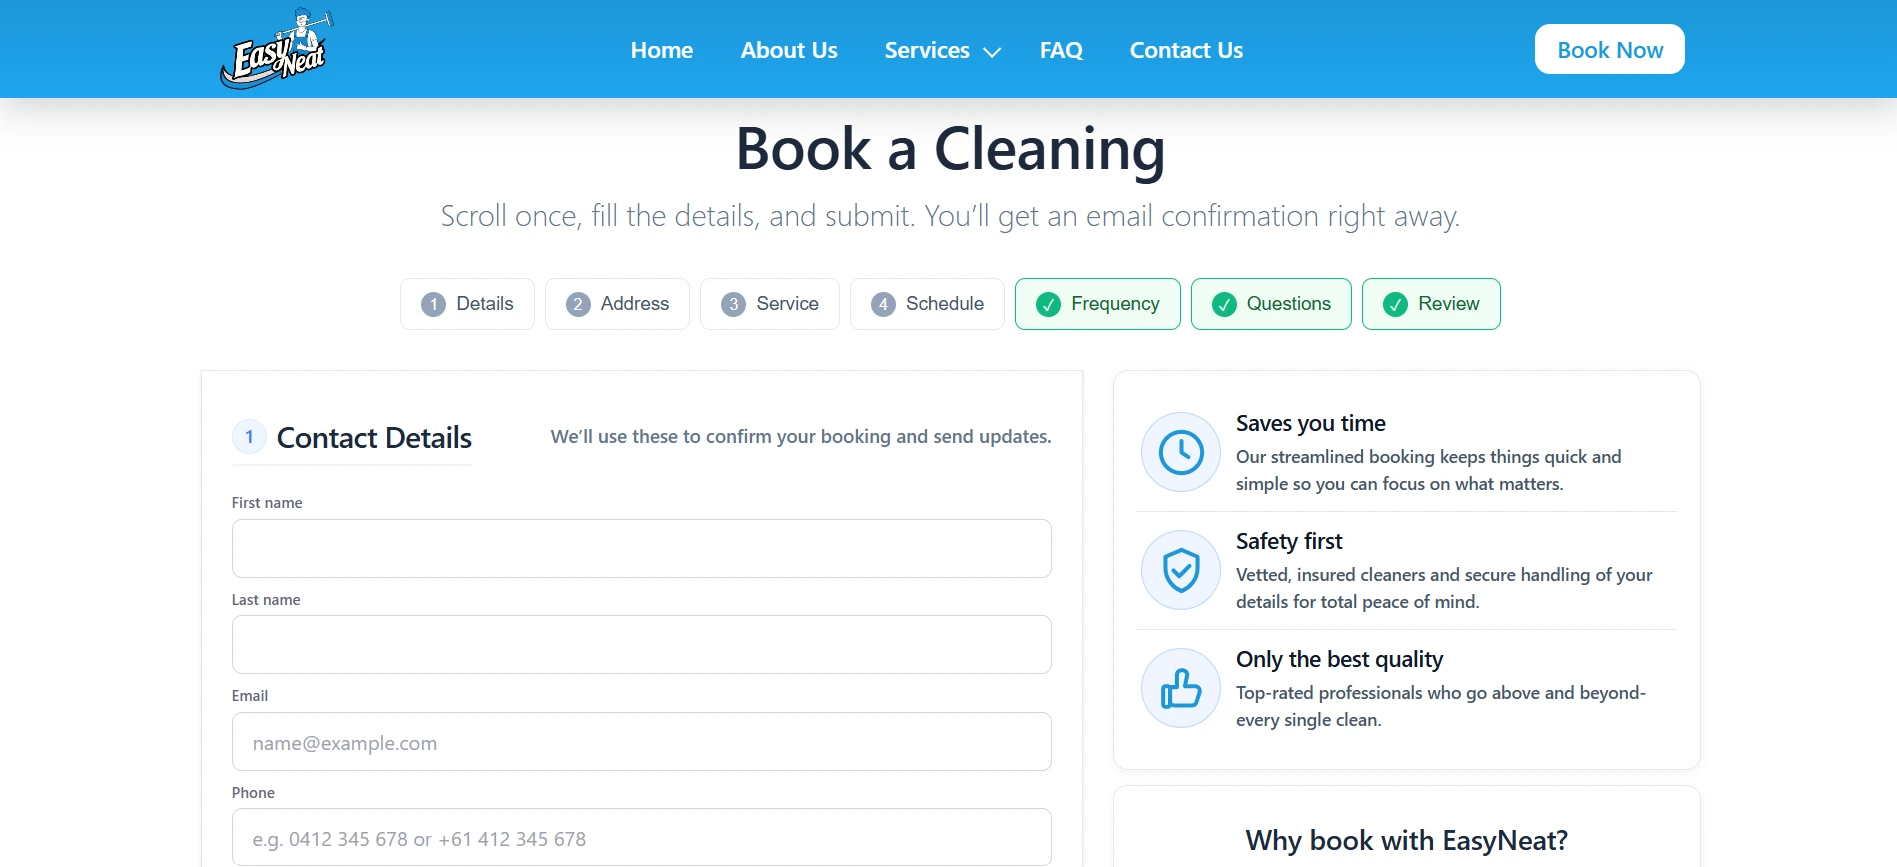 Easy
Neat
Home
About Us
Services
FAQ
Contact Us
Book Now
Book a Cleaning
Scroll once, fill the details, and submit. You’ll get an email confirmation right away.
1 Details
2 Address
3 Service
4 Schedule
✓ Frequency
✓ Questions
✓ Review
1 Contact Details
We’ll use these to confirm your booking and send updates.
First name
Last name
Email
name@example.com
Phone
e.g. 0412 345 678 or +61 412 345 678
Saves you time
Our streamlined booking keeps things quick and
simple so you can focus on what matters.
Safety first
Vetted, insured cleaners and secure handling of your
details for total peace of mind.
Only the best quality
Top-rated professionals who go above and beyond-
every single clean.
Why book with EasyNeat?